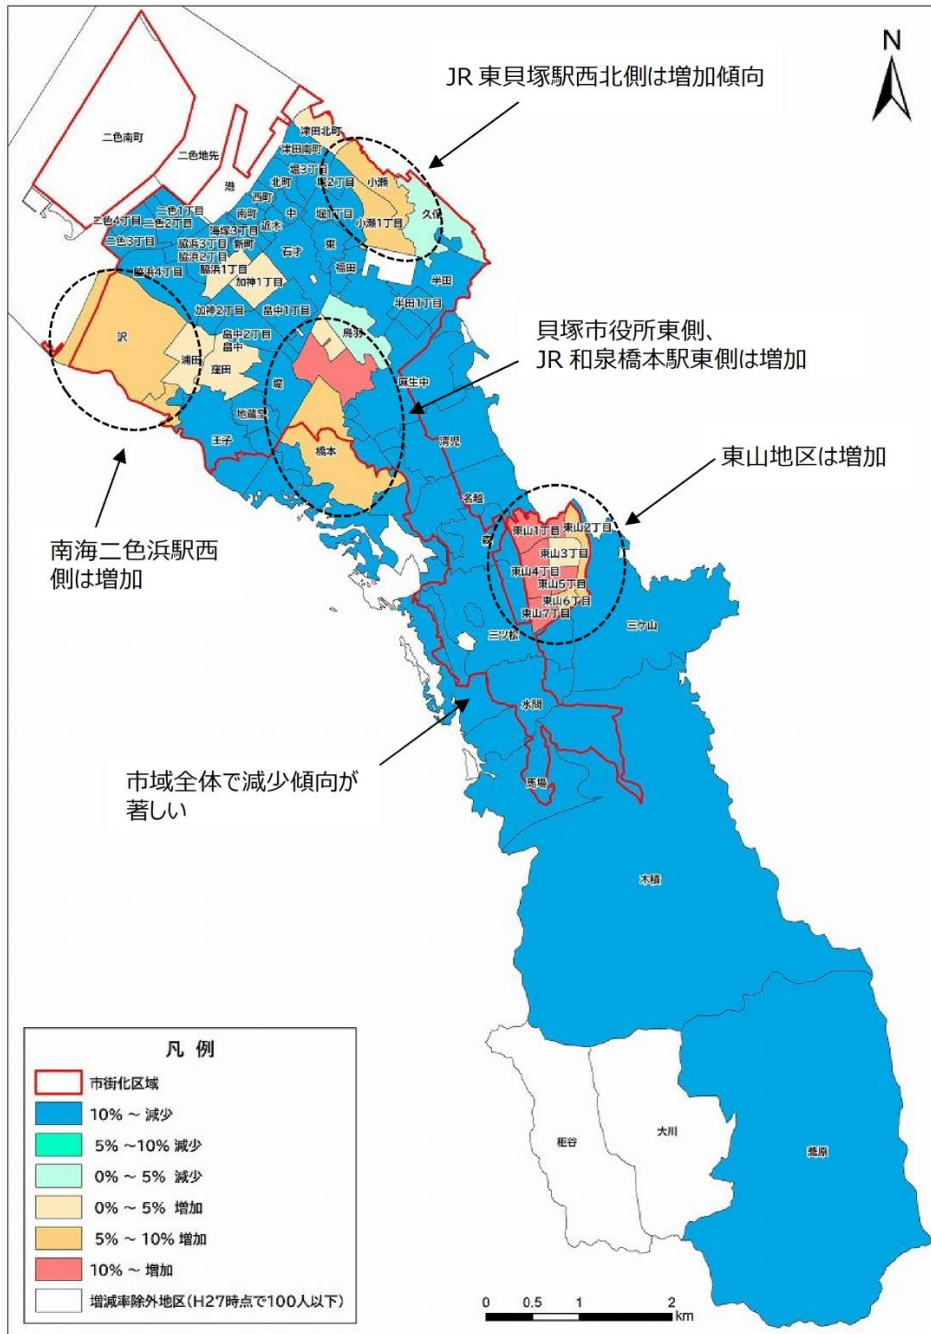 N
JR 東貝塚駅西北側は増加傾向
二色南町
二色地先
港
津田北町
津田南町
堀3丁目
堀2丁目
北町
小瀬
西町
二色1丁目
二色4丁目
二色2丁目
南町
中
堀1丁目
久保
小瀬1丁目
海塚3丁目
近木
二色3丁目
脇浜3丁目
新町
石才
東
脇浜2丁目
脇浜1丁目
福田
脇浜4丁目
加神1丁目
半田
半田1丁目
加神2丁目
畠中1丁目
沢
畠中2丁目
鳥羽
畠中
浦田
窪田
堤
麻生中
貝塚市役所東側、
JR 和泉橋本駅東側は増加
地蔵堂
王子
橋本
清児
東山地区は増加
名越
森
東山1丁目
東山2丁目
東山3丁目
東山4丁目
東山5丁目
東山6丁目
東山7丁目
南海二色浜駅西
側は増加
三ツ松
三ケ山
水間
市域全体で減少傾向が
著しい
馬場
木積
秬谷
大川
蕎原
凡 例
市街化区域
10% ～ 減少
5% ～10% 減少
0% ～ 5% 減少
0% ～ 5% 増加
5% ～ 10% 増加
10% ～ 増加
増減率除外地区(H27時点で100人以下)
0 0.5 1 2
km